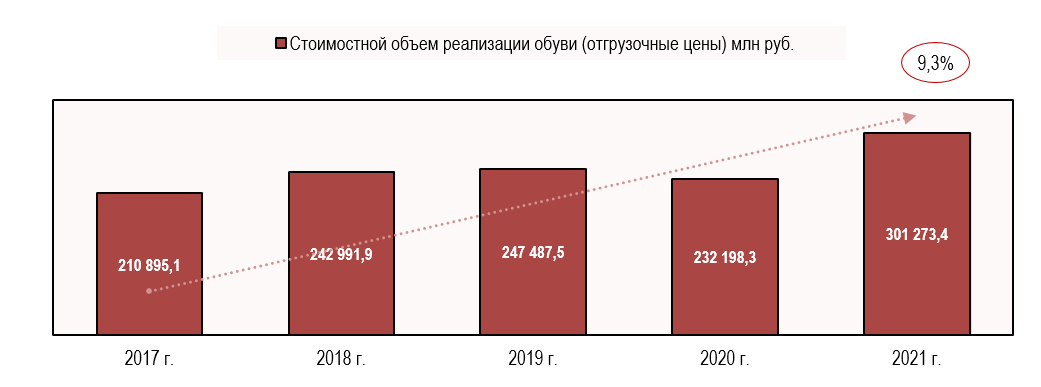 Стоимостной объем реализации обуви (отгрузочные цены) млн руб.
9,3%
210 895,1
242 991,9
247 487,5
232 198,3
301 273,4
2017 г.
2018 г.
2019 г.
2020 г.
2021 г.